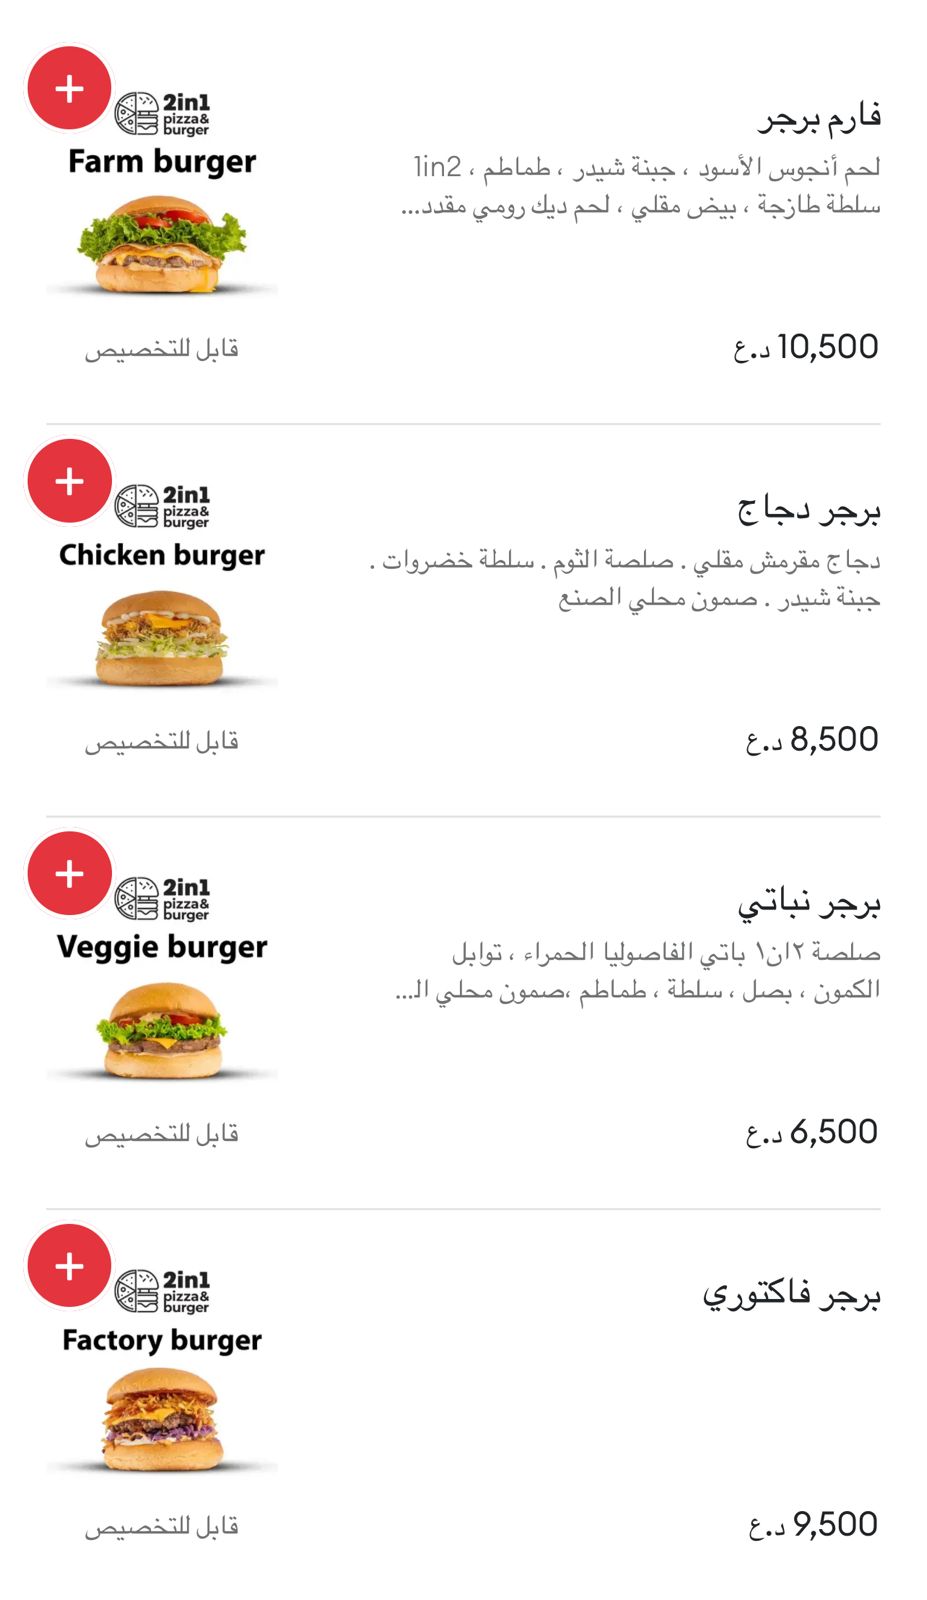 2in1
pizza&
burger
Farm burger
فارم برجر
لحم أنجوس الأسود ، جبنة شيدر ، طماطم ، 1in2
سلطة طازجة ، بيض مقلي ، لحم ديك رومي مقدد...
10,500 د.ع
قابل للتخصيص
2in1
pizza&
burger
Chicken burger
برجر دجاج
دجاج مقرمش مقلي . صلصة الثوم . سلطة خضروات .
جبنة شيدر . صمون محلي الصنع
8,500 د.ع
قابل للتخصيص
2in1
pizza&
burger
Veggie burger
برجر نباتي
صلصة ٢ان١ باتي الفاصوليا الحمراء ، توابل
الكمون ، بصل ، سلطة ، طماطم ،صمون محلي الـ...
6,500 د.ع
قابل للتخصيص
2in1
pizza&
burger
Factory burger
برجر فاكتوري
9,500 د.ع
قابل للتخصيص